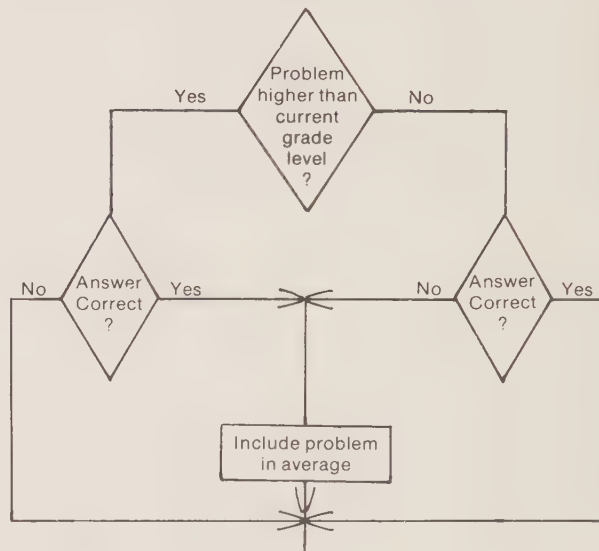 Problem
higher than
current
grade
level
?
Yes
No
No
Answer
Correct
?
Yes
No
Answer
Correct
?
Yes
Include problem
in average